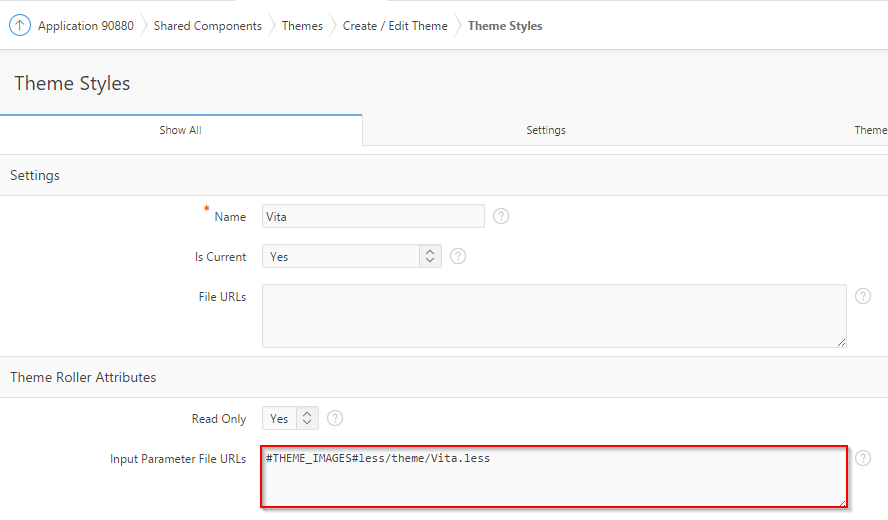 Application 90880 Shared Components Themes Create / Edit Theme Theme Styles
Theme Styles
Show All Settings Theme
Settings
* Name Vita ?
Is Current Yes ?
File URLs ?
Theme Roller Attributes
Read Only Yes ?
Input Parameter File URLs #THEME_IMAGES#less/theme/Vita.less ?